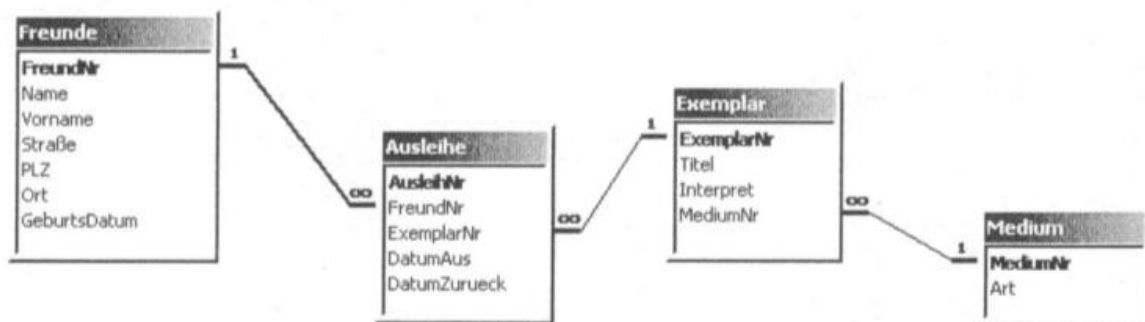 Freunde
FreundNr
Name
Vorname
Straße
PLZ
Ort
GeburtsDatum
1
∞
Ausleihe
AusleihNr
FreundNr
ExemplarNr
DatumAus
DatumZurueck
∞
1
Exemplar
ExemplarNr
Titel
Interpret
MediumNr
∞
1
Medium
MediumNr
Art